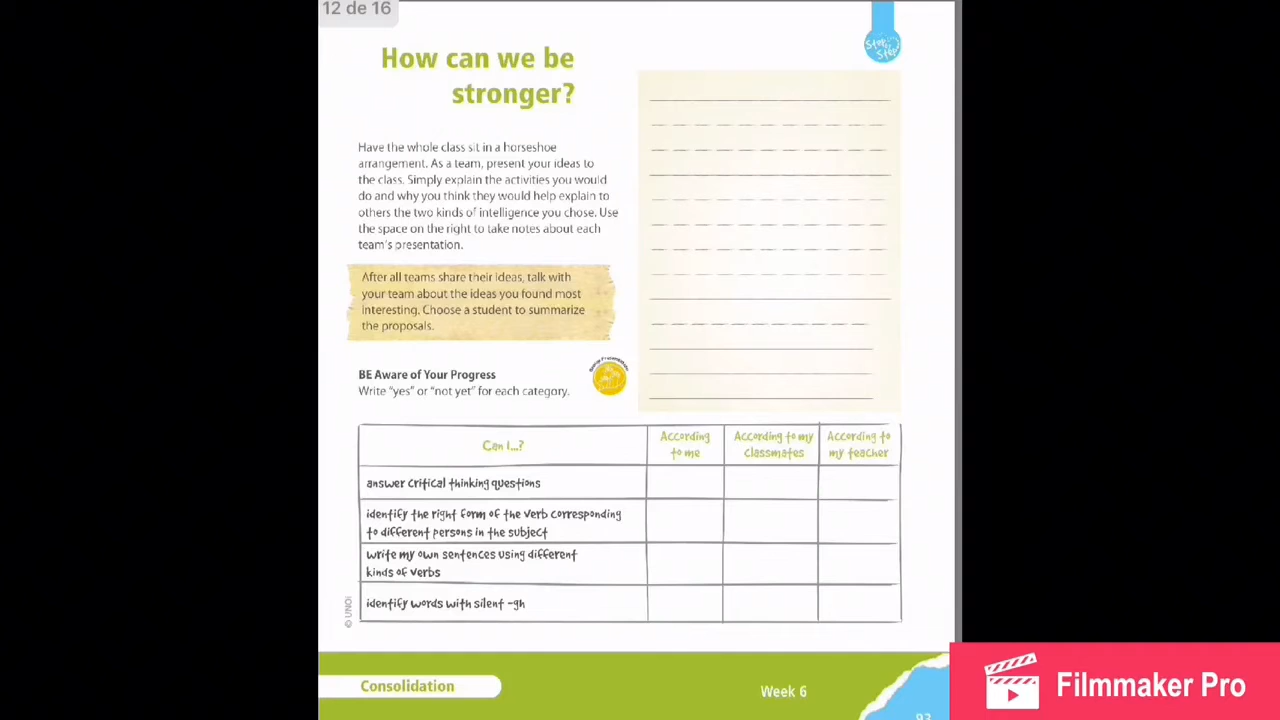 12 de 16
How can we be
stronger?
Stop
Step
Have the whole class sit in a horseshoe
arrangement. As a team, present your ideas to
the class. Simply explain the activities you would
do and why you think they would help explain to
others the two kinds of intelligence you chose. Use
the space on the right to take notes about each
team's presentation.
After all teams share their ideas, talk with
your team about the ideas you found most
interesting. Choose a student to summarize
the proposals.
BE Aware of Your Progress
Write "yes" or "not yet" for each category.
Can I...?
According
to me
According to my
classmates
According to
my teacher
answer critical thinking questions
identify the right form of the verb corresponding
to different persons in the subject
write my own sentences using different
kinds of verbs
identify words with silent -gh
© UNOi
Consolidation
Week 6
93
Filmmaker Pro